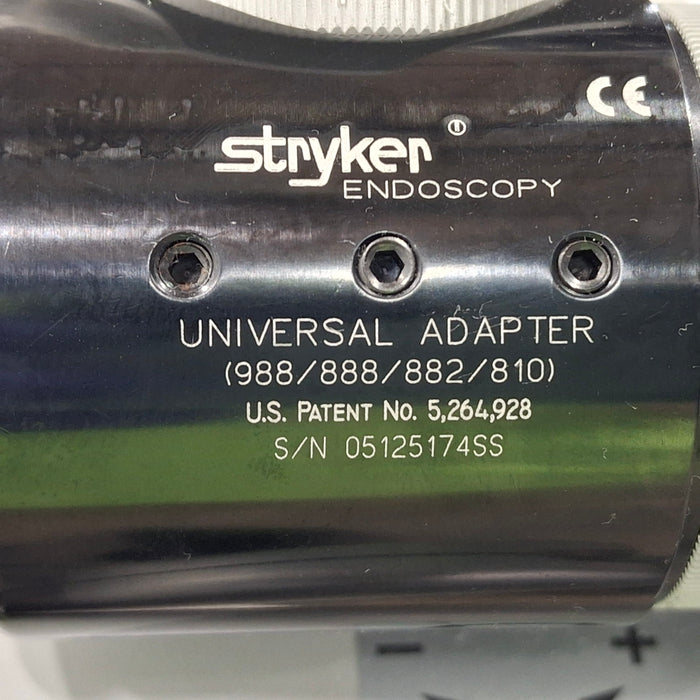 CE
stryker®
ENDOSCOPY
UNIVERSAL ADAPTER
(988/888/882/810)
U.S. PATENT NO. 5,264,928
S/N 05125174SS
- +